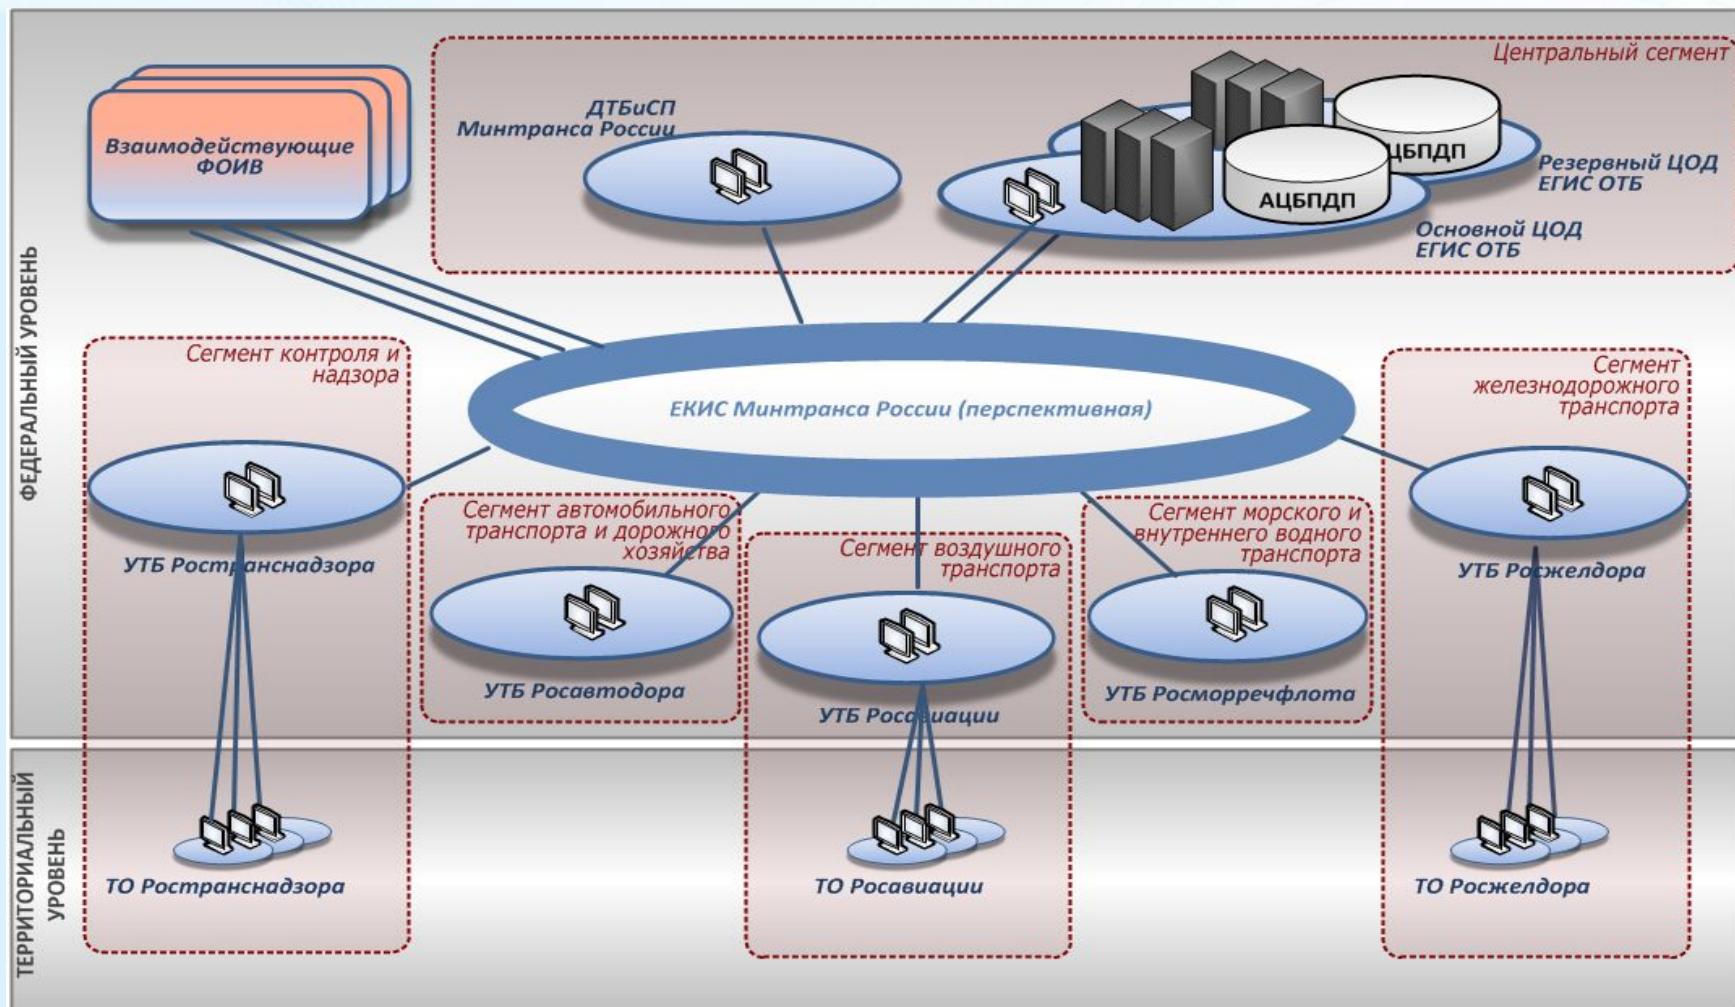 ФЕДЕРАЛЬНЫЙ УРОВЕНЬ
Центральный сегмент
Взаимодействующие
ФОИВ
ДТБиСП
Минтранса России
АЦБПДП
ЦБПДП
Резервный ЦОД
ЕГИС ОТБ
Основной ЦОД
ЕГИС ОТБ
ЕКИС Минтранса России (перспективная)
Сегмент контроля и
надзора
УТБ Ространснадзора
Сегмент автомобильного
транспорта и дорожного
хозяйства
УТБ Росавтодора
Сегмент воздушного
транспорта
УТБ Росавиации
Сегмент морского и
внутреннего водного
транспорта
УТБ Росморречфлота
Сегмент
железнодорожного
транспорта
УТБ Росжелдора
ТЕРРИТОРИАЛЬНЫЙ
УРОВЕНЬ
ТО Ространснадзора
ТО Росавиации
ТО Росжелдора